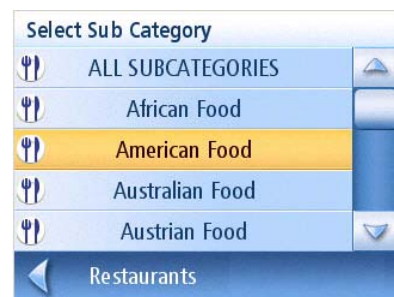 Select Sub Category
ALL SUBCATEGORIES
African Food
American Food
Australian Food
Austrian Food
Restaurants